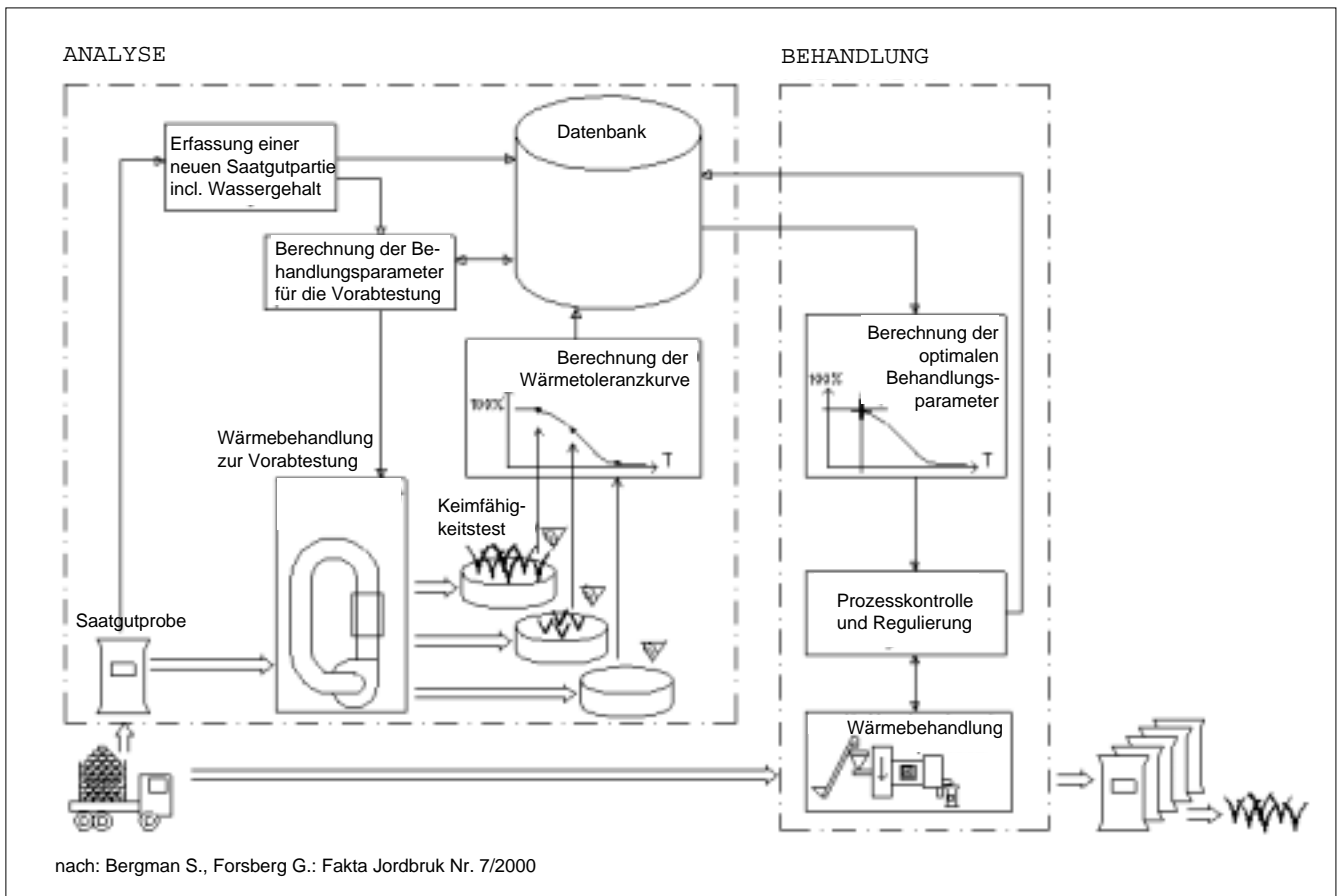 ANALYSE
BEHANDLUNG
Erfassung einer
neuen Saatgutpartie
incl. Wassergehalt
Datenbank
Berechnung der Be-
handlungsparameter
für die Vorabtestung
Berechnung der
Wärmetoleranzkurve
100%
T
Berechnung der
optimalen
Behandlungs-
parameter
100%
T
Wärmebehandlung
zur Vorabtestung
Keimfähig-
keitstest
Saatgutprobe
Prozesskontrolle
und Regulierung
Wärmebehandlung
nach: Bergman S., Forsberg G.: Fakta Jordbruk Nr. 7/2000